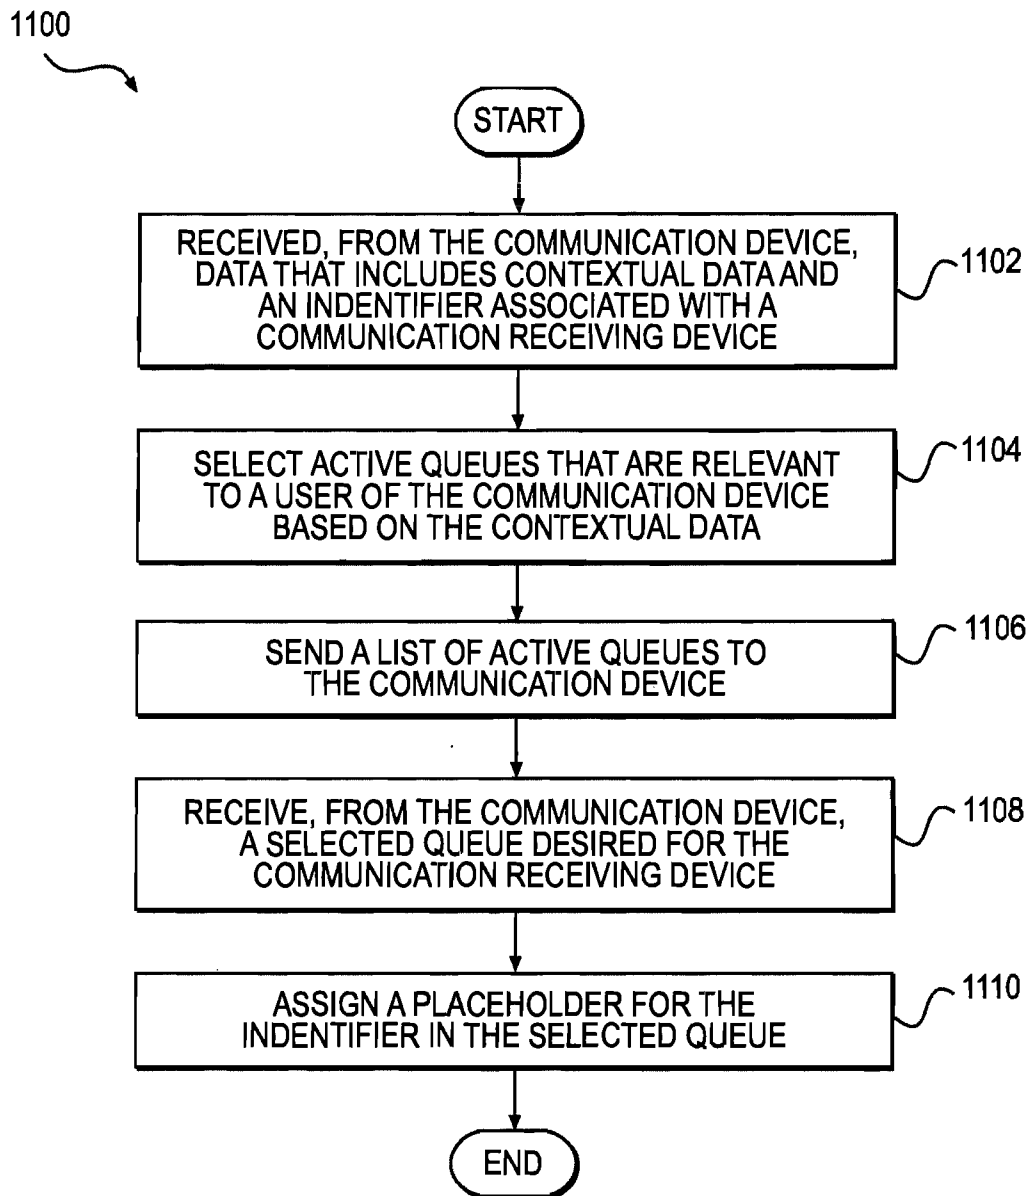 1100
START
RECEIVED, FROM THE COMMUNICATION DEVICE,
DATA THAT INCLUDES CONTEXTUAL DATA AND
AN INDENTIFIER ASSOCIATED WITH A
COMMUNICATION RECEIVING DEVICE
1102
SELECT ACTIVE QUEUES THAT ARE RELEVANT
TO A USER OF THE COMMUNICATION DEVICE
BASED ON THE CONTEXTUAL DATA
1104
SEND A LIST OF ACTIVE QUEUES TO
THE COMMUNICATION DEVICE
1106
RECEIVE, FROM THE COMMUNICATION DEVICE,
A SELECTED QUEUE DESIRED FOR THE
COMMUNICATION RECEIVING DEVICE
1108
ASSIGN A PLACEHOLDER FOR THE
INDENTIFIER IN THE SELECTED QUEUE
1110
END